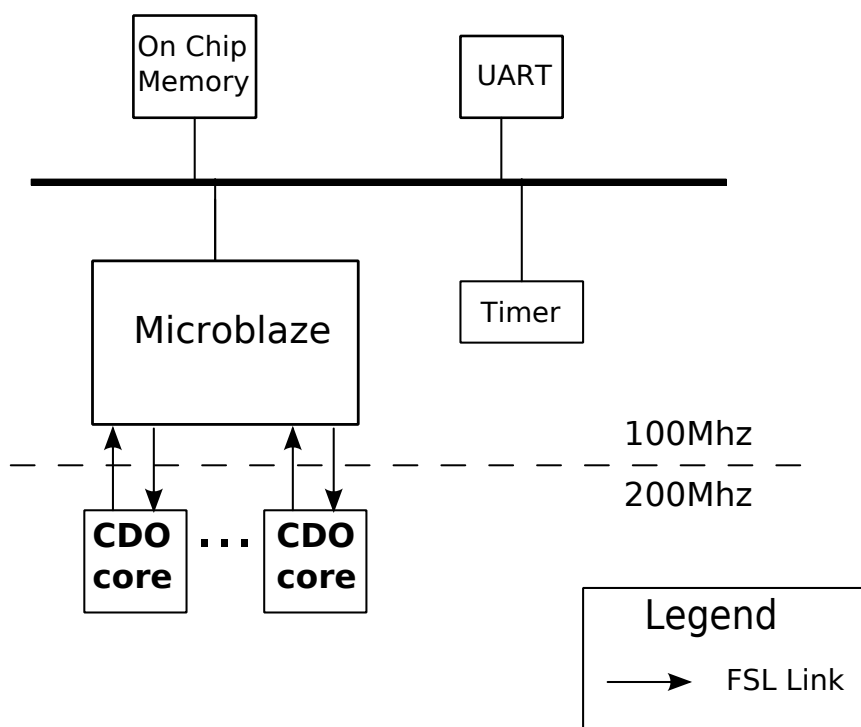 On Chip
Memory
UART
Microblaze
Timer
100Mhz
200Mhz
CDO
core
...
CDO
core
Legend
FSL Link